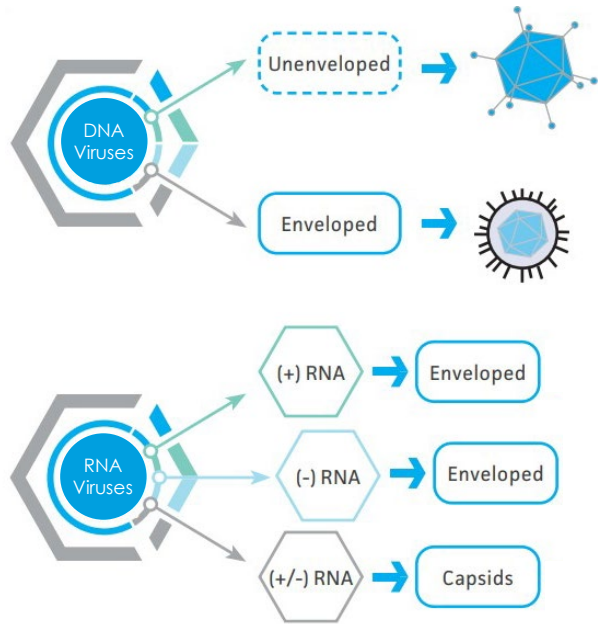 DNA
Viruses
Unenveloped
Enveloped
RNA
Viruses
(+) RNA
Enveloped
(-) RNA
Enveloped
(+/-) RNA
Capsids